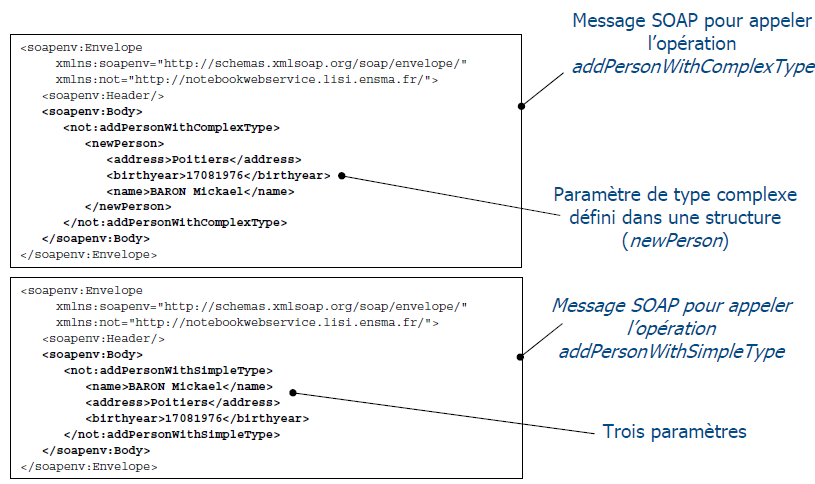 Message SOAP pour appeler
l'opération
addPersonWithComplexType
<soapenv:Envelope
xmlns:soapenv="http://schemas.xmlsoap.org/soap/envelope/"
xmlns:not="http://notebookwebservice.lisi.ensma.fr/">
<soapenv:Header/>
<soapenv:Body>
<not:addPersonWithComplexType>
<newPerson>
<address>Poitiers</address>
<birthyear>17081976</birthyear>
<name>BARON Mickael</name>
</newPerson>
</not:addPersonWithComplexType>
</soapenv:Body>
</soapenv:Envelope>
Paramètre de type complexe
défini dans une structure
(newPerson)
<soapenv:Envelope
xmlns:soapenv="http://schemas.xmlsoap.org/soap/envelope/"
xmlns:not="http://notebookwebservice.lisi.ensma.fr/">
<soapenv:Header/>
<soapenv:Body>
<not:addPersonWithSimpleType>
<name>BARON Mickael</name>
<address>Poitiers</address>
<birthyear>17081976</birthyear>
</not:addPersonWithSimpleType>
</soapenv:Body>
</soapenv:Envelope>
Message SOAP pour appeler
l'opération
addPersonWithSimpleType
Trois paramètres